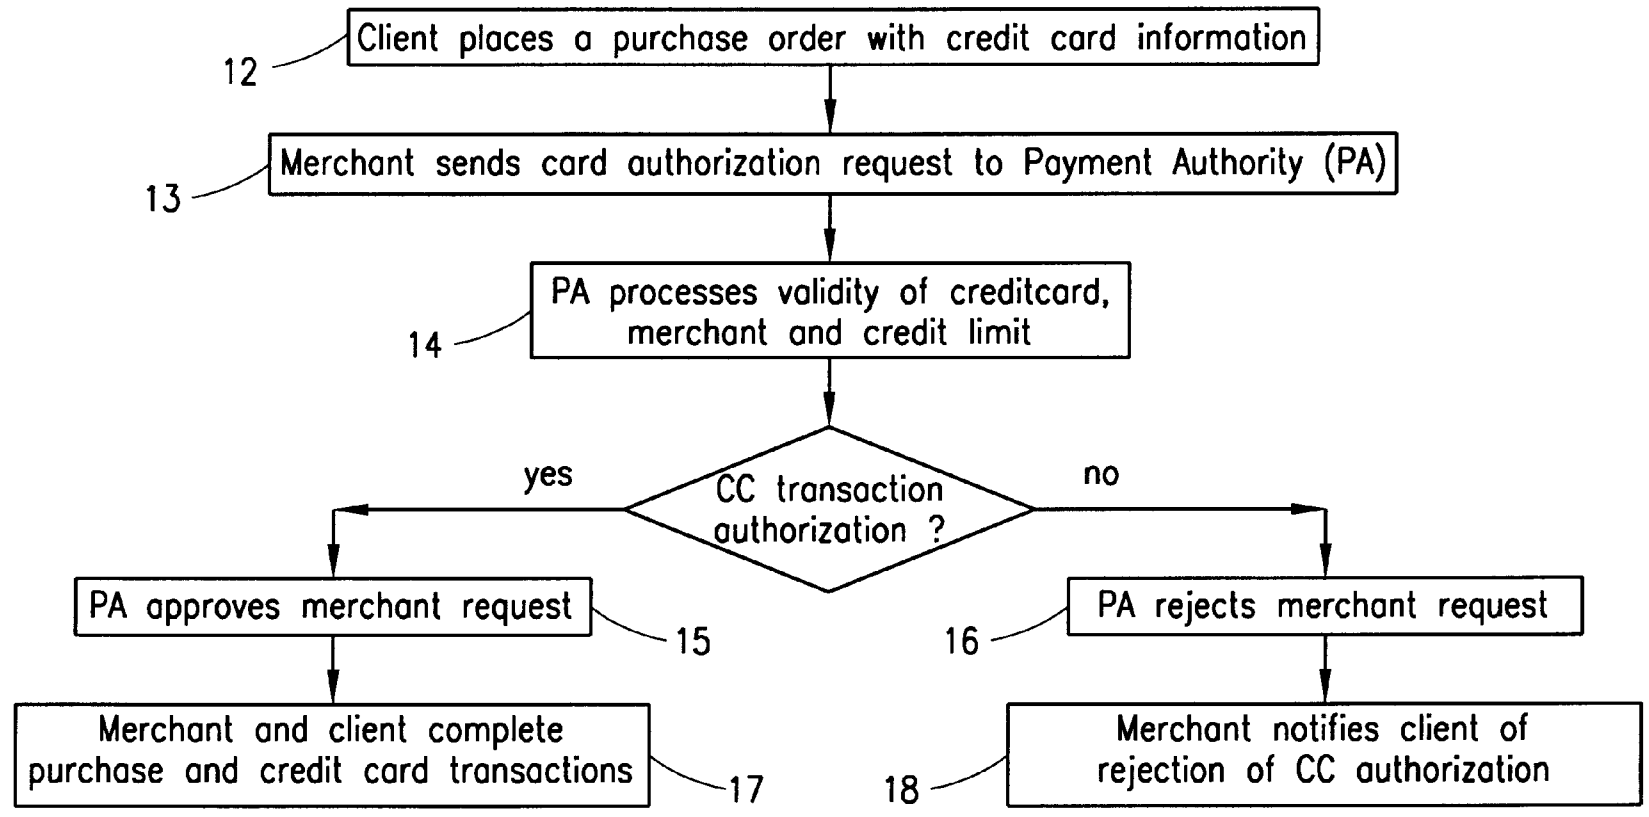 Client places a purchase order with credit card information
12
Merchant sends card authorization request to Payment Authority (PA)
13
PA processes validity of creditcard,
merchant and credit limit
14
yes
no
CC transaction
authorization ?
PA approves merchant request
15
16
PA rejects merchant request
Merchant and client complete
purchase and credit card transactions
17
18
Merchant notifies client of
rejection of CC authorization